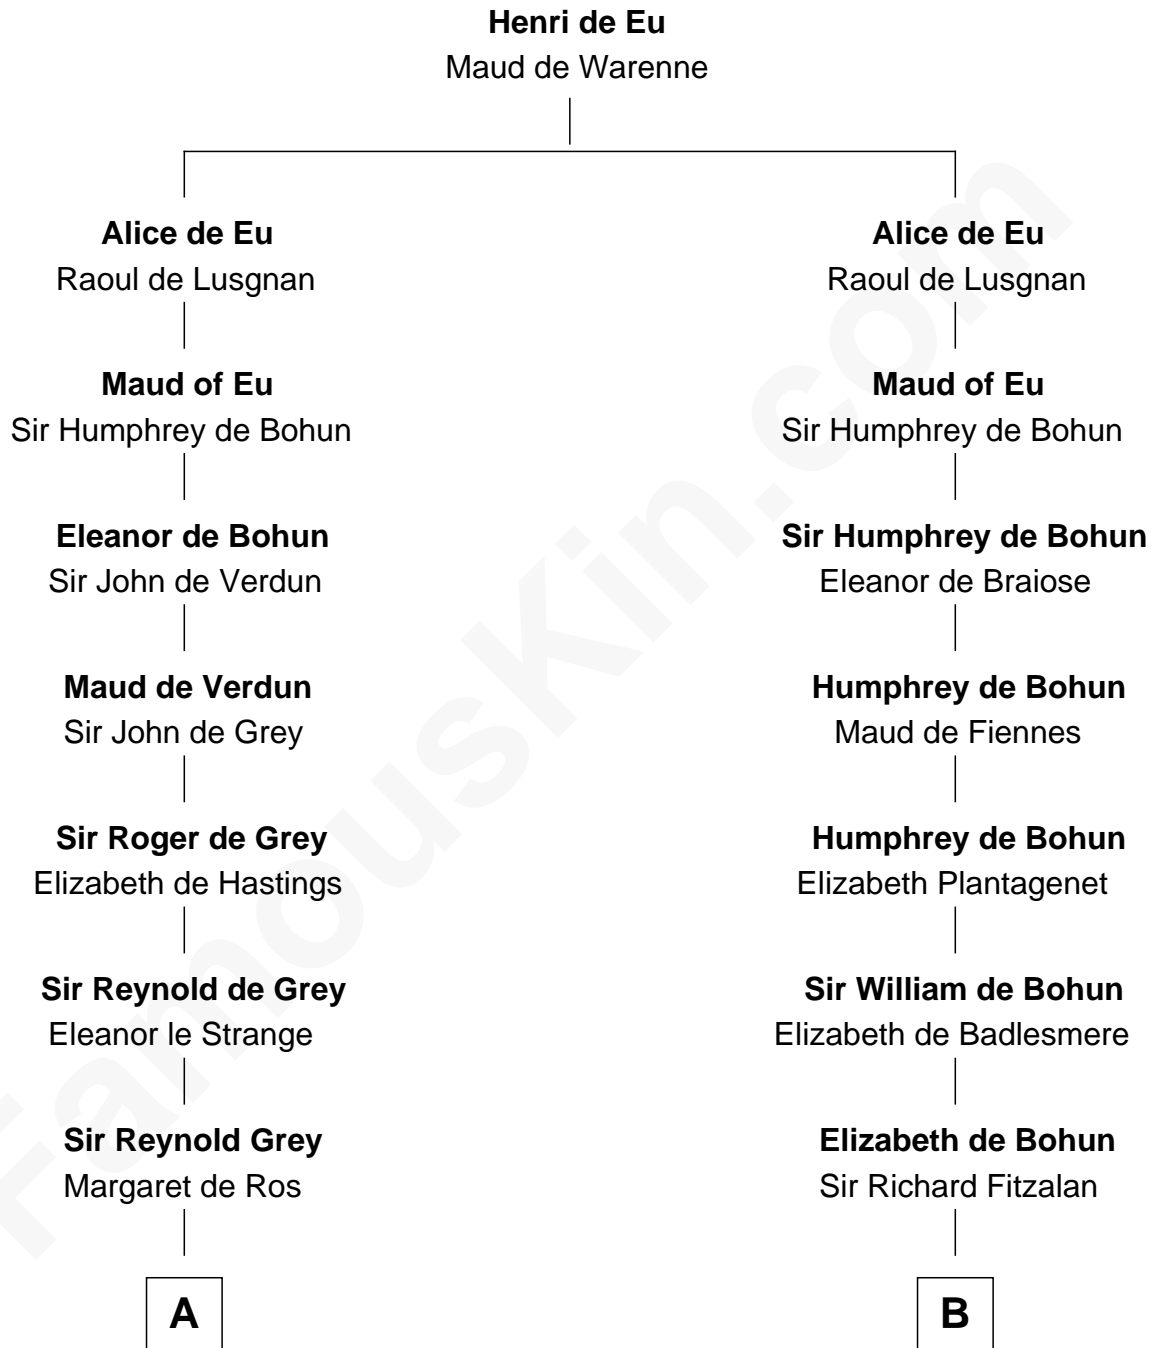 Henri de Eu
Maud de Warenne
Alice de Eu
Raoul de Lusgnan
Maud of Eu
Sir Humphrey de Bohun
Eleanor de Bohun
Sir John de Verdun
Maud de Verdun
Sir John de Grey
Sir Roger de Grey
Elizabeth de Hastings
Sir Reynold de Grey
Eleanor le Strange
Sir Reynold Grey
Margaret de Ros
A
Alice de Eu
Raoul de Lusgnan
Maud of Eu
Sir Humphrey de Bohun
Sir Humphrey de Bohun
Eleanor de Braiose
Humphrey de Bohun
Maud de Fiennes
Humphrey de Bohun
Elizabeth Plantagenet
Sir William de Bohun
Elizabeth de Badlesmere
Elizabeth de Bohun
Sir Richard Fitzalan
B
FamousKin.com